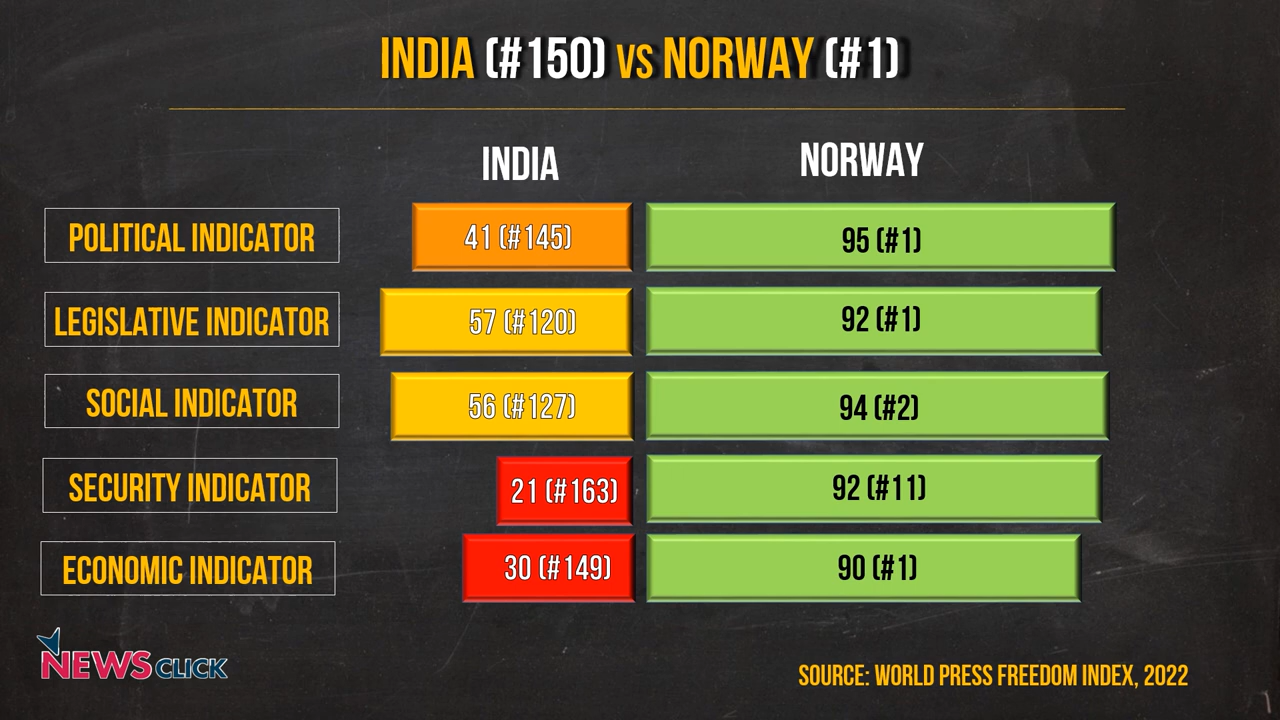 INDIA (#150) VS NORWAY (#1)
INDIA NORWAY
POLITICAL INDICATOR 41 (#145) 95 (#1)
LEGISLATIVE INDICATOR 57 (#120) 92 (#1)
SOCIAL INDICATOR 56 (#127) 94 (#2)
SECURITY INDICATOR 21 (#163) 92 (#11)
ECONOMIC INDICATOR 30 (#149) 90 (#1)
NEWSCLICK
SOURCE: WORLD PRESS FREEDOM INDEX, 2022